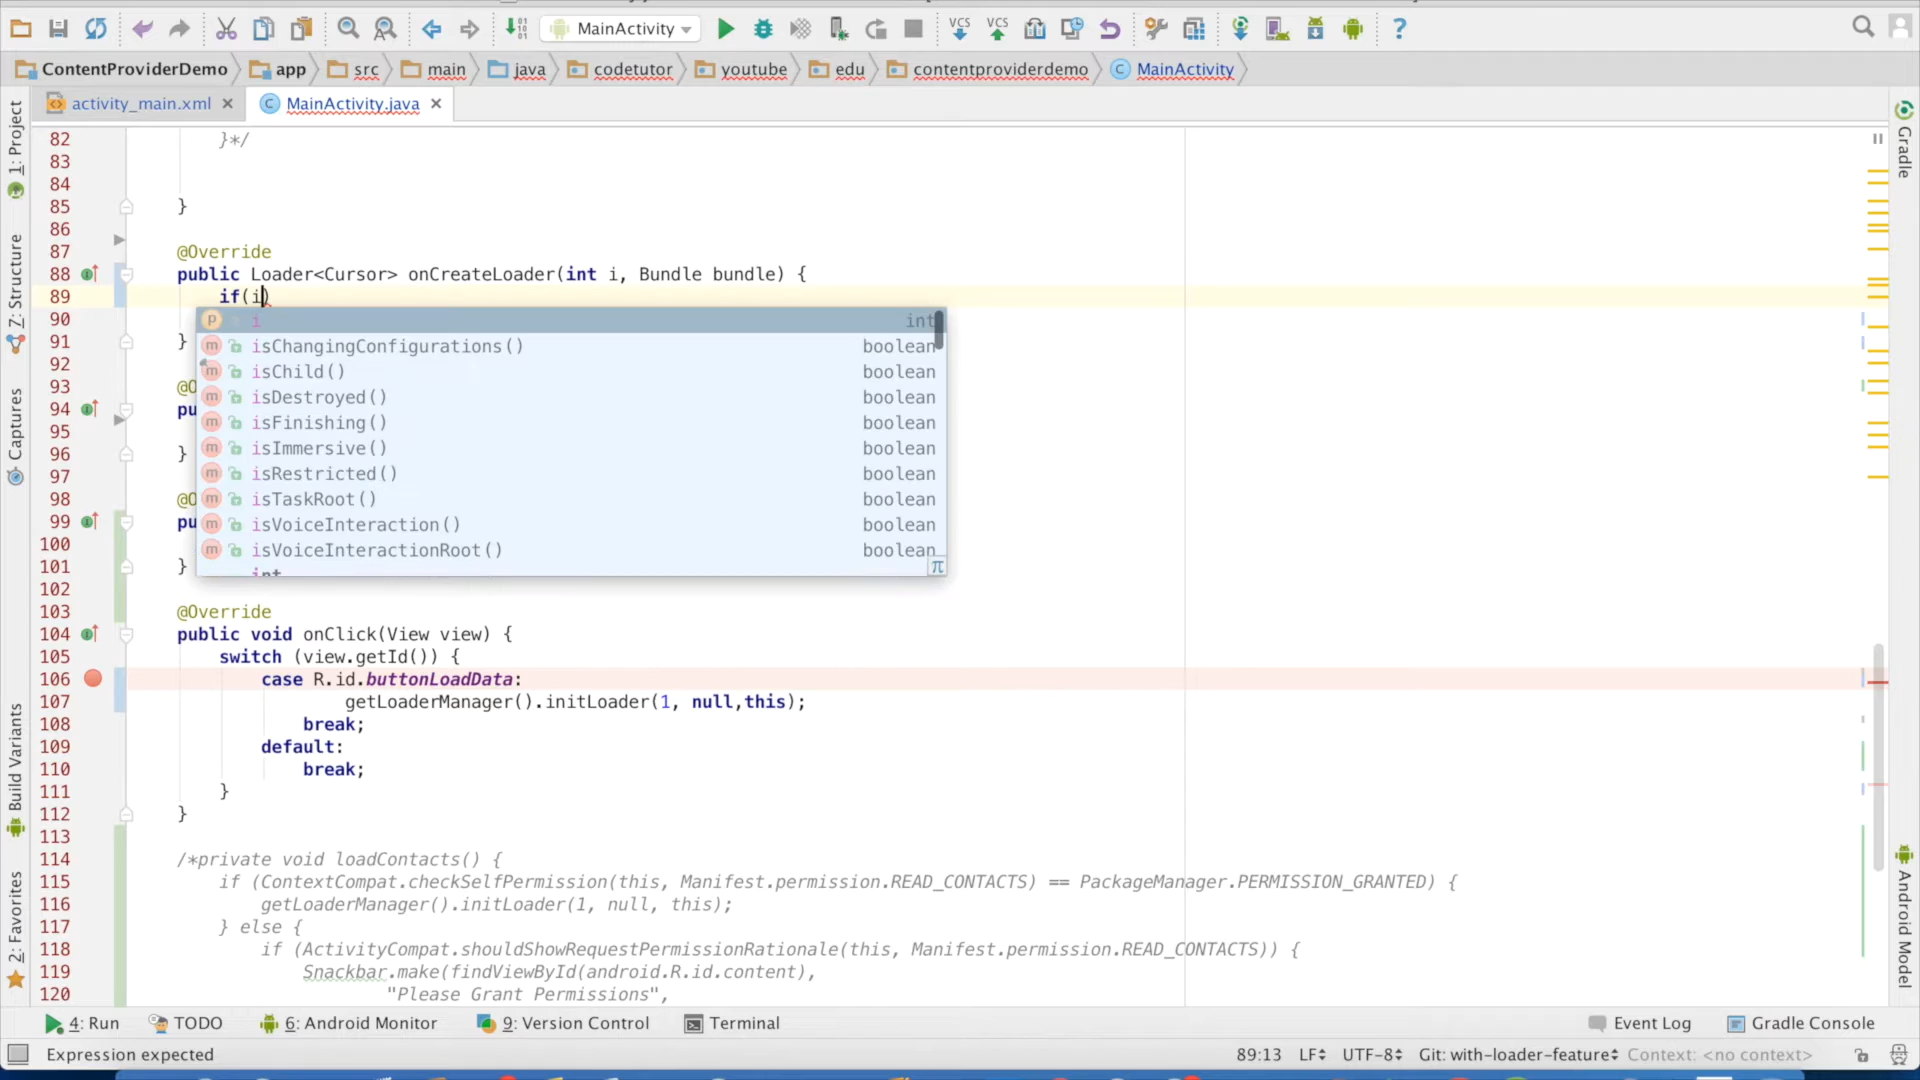 MainActivity
VCS
VCS
ContentProviderDemo
app
src
main
java
codetutor
youtube
edu
contentproviderdemo
MainActivity
activity_main.xml
MainActivity.java
1: Project
Z: Structure
Captures
Build Variants
2: Favorites
Gradle
Android Model
82 }*/
83
84
85 }
86
87 @Override
88 public Loader<Cursor> onCreateLoader(int i, Bundle bundle) {
89 if(i)
90
91 }
92
93
94 pu
95
96 }
97
98
99 pu
100
101 }
102
i int
isChangingConfigurations() boolean
isChild() boolean
isDestroyed() boolean
isFinishing() boolean
isImmersive() boolean
isRestricted() boolean
isTaskRoot() boolean
isVoiceInteraction() boolean
isVoiceInteractionRoot() boolean
int
π
103 @Override
104 public void onClick(View view) {
105 switch (view.getId()) {
106 case R.id.buttonLoadData:
107 getLoaderManager().initLoader(1, null,this);
108 break;
109 default:
110 break;
111 }
112 }
113
114 /*private void loadContacts() {
115 if (ContextCompat.checkSelfPermission(this, Manifest.permission.READ_CONTACTS) == PackageManager.PERMISSION_GRANTED) {
116 getLoaderManager().initLoader(1, null, this);
117 } else {
118 if (ActivityCompat.shouldShowRequestPermissionRationale(this, Manifest.permission.READ_CONTACTS)) {
119 Snackbar.make(findViewById(android.R.id.content),
120 "Please Grant Permissions",
4: Run
TODO
6: Android Monitor
9: Version Control
Terminal
Event Log
Gradle Console
Expression expected
89:13 LF UTF-8 Git: with-loader-feature Context: <no context>